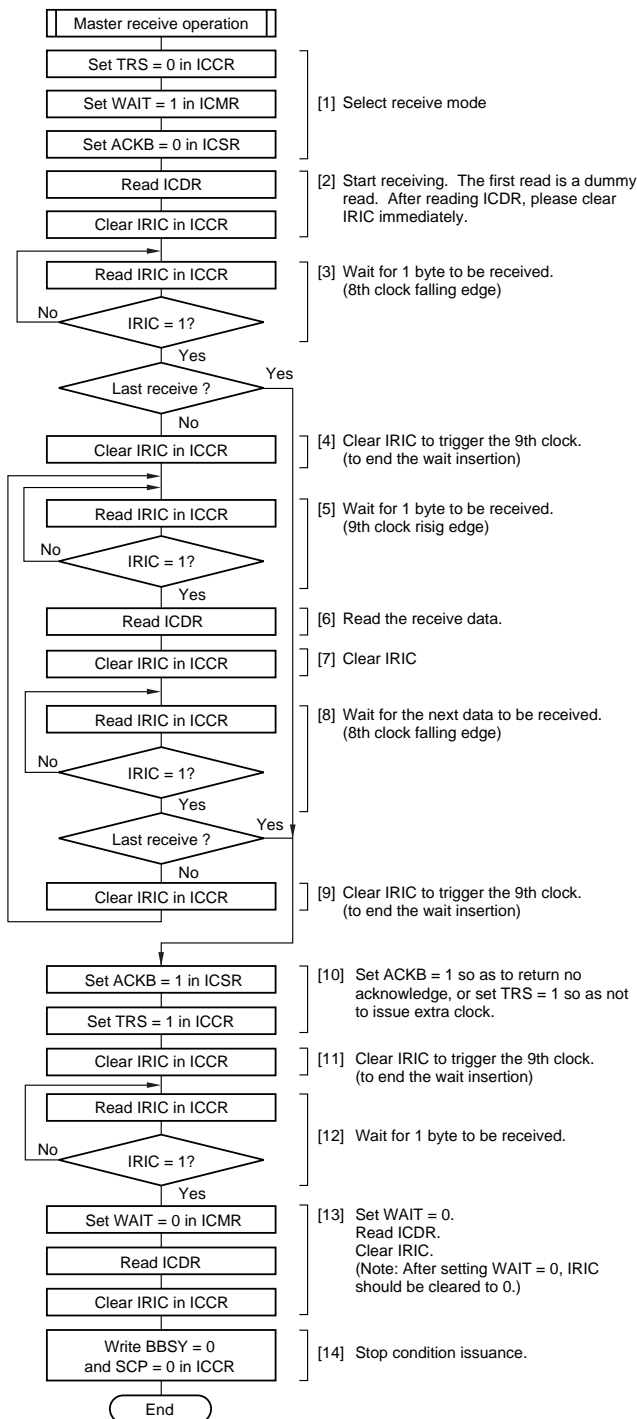 Master receive operation
Set TRS = 0 in ICCR
Set WAIT = 1 in ICMR
Set ACKB = 0 in ICSR
[1] Select receive mode
Read ICDR
Clear IRIC in ICCR
[2] Start receiving. The first read is a dummy
read. After reading ICDR, please clear
IRIC immediately.
Read IRIC in ICCR
No
IRIC = 1?
Yes
[3] Wait for 1 byte to be received.
(8th clock falling edge)
Last receive ?
Yes
No
Clear IRIC in ICCR
[4] Clear IRIC to trigger the 9th clock.
(to end the wait insertion)
Read IRIC in ICCR
No
IRIC = 1?
Yes
[5] Wait for 1 byte to be received.
(9th clock risig edge)
Read ICDR
[6] Read the receive data.
Clear IRIC in ICCR
[7] Clear IRIC
Read IRIC in ICCR
No
IRIC = 1?
Yes
[8] Wait for the next data to be received.
(8th clock falling edge)
Last receive ?
Yes
No
Clear IRIC in ICCR
[9] Clear IRIC to trigger the 9th clock.
(to end the wait insertion)
Set ACKB = 1 in ICSR
Set TRS = 1 in ICCR
[10] Set ACKB = 1 so as to return no
acknowledge, or set TRS = 1 so as not
to issue extra clock.
Clear IRIC in ICCR
[11] Clear IRIC to trigger the 9th clock.
(to end the wait insertion)
Read IRIC in ICCR
No
IRIC = 1?
Yes
[12] Wait for 1 byte to be received.
Set WAIT = 0 in ICMR
Read ICDR
Clear IRIC in ICCR
[13] Set WAIT = 0.
Read ICDR.
Clear IRIC.
(Note: After setting WAIT = 0, IRIC
should be cleared to 0.)
Write BBSY = 0
and SCP = 0 in ICCR
[14] Stop condition issuance.
End